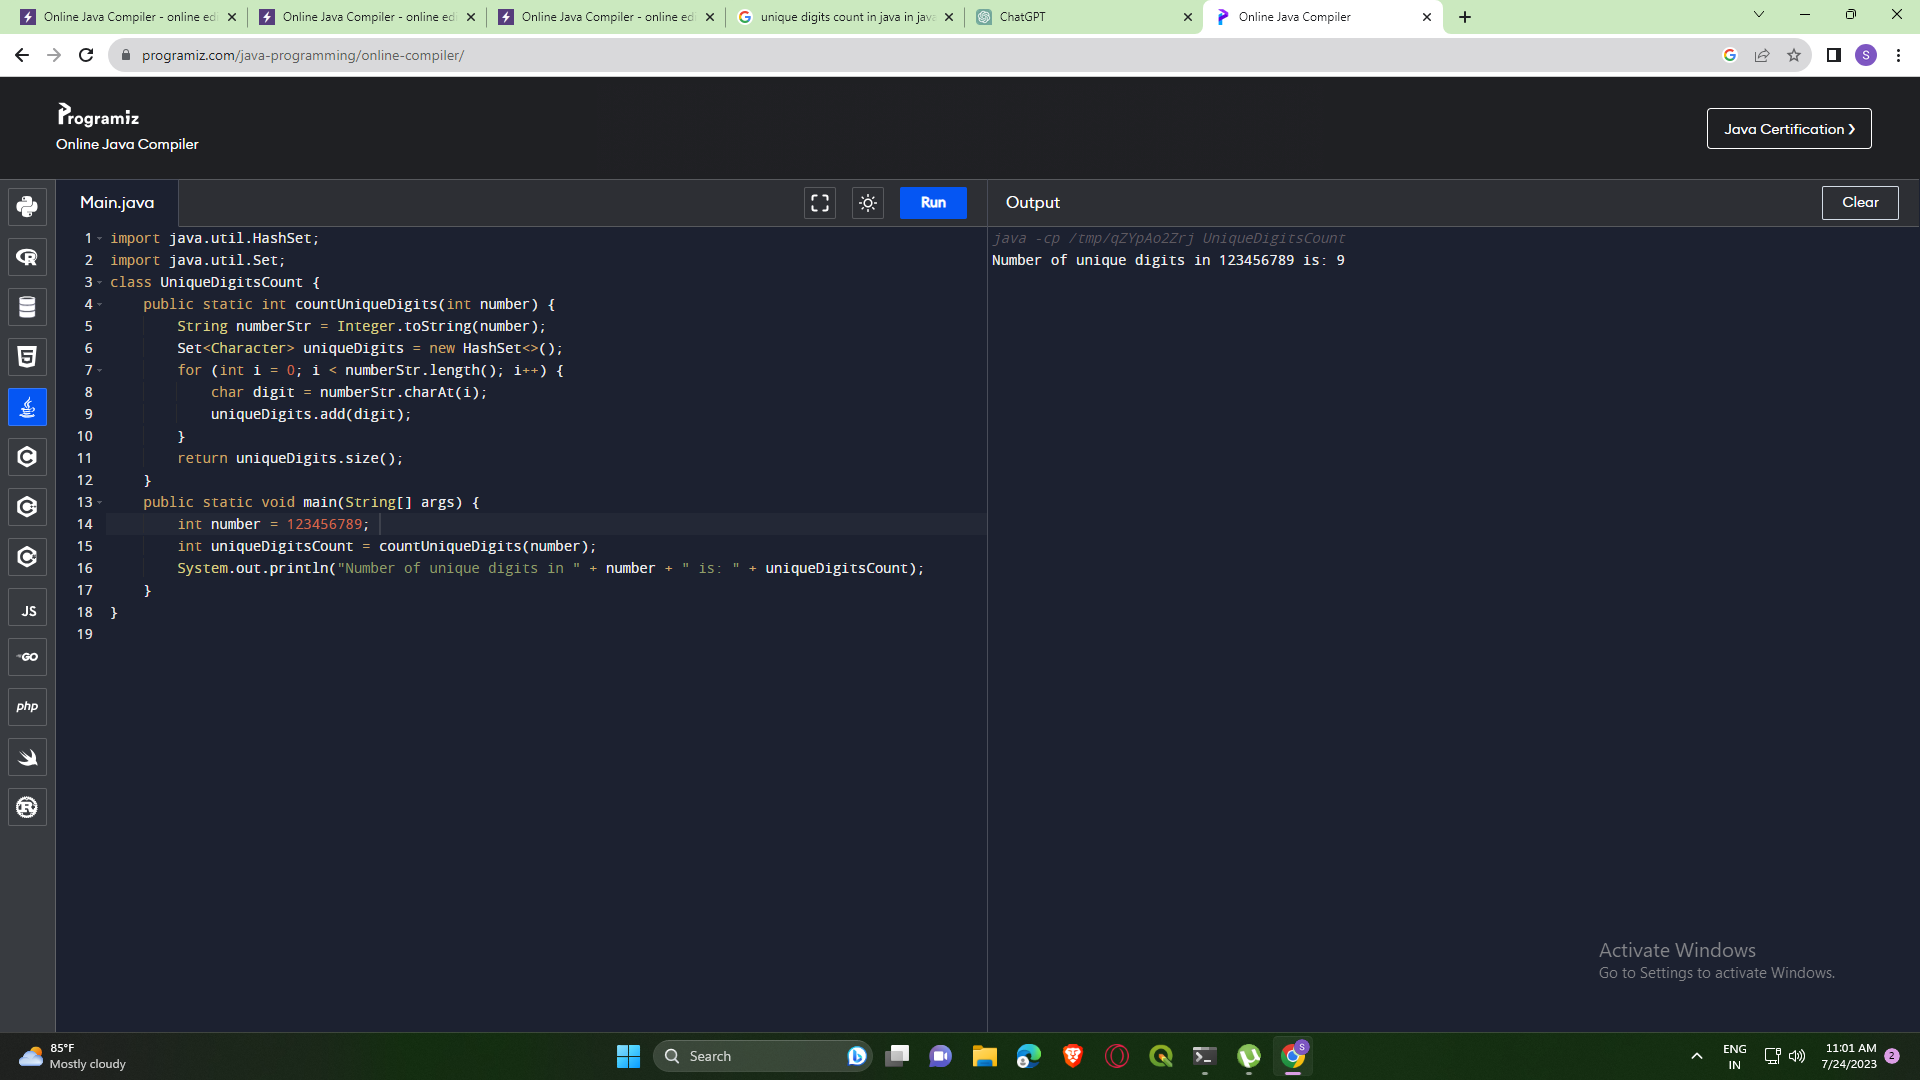 Online Java Compiler - online edi
Online Java Compiler - online edi
Online Java Compiler - online edi
unique digits count in java in java
ChatGPT
Online Java Compiler
programiz.com/java-programming/online-compiler/
S
Programiz
Online Java Compiler
Java Certification ❯
Main.java
Run
Output
Clear
1 import java.util.HashSet;
2 import java.util.Set;
3 class UniqueDigitsCount {
4 public static int countUniqueDigits(int number) {
5 String numberStr = Integer.toString(number);
6 Set<Character> uniqueDigits = new HashSet<>();
7 for (int i = 0; i < numberStr.length(); i++) {
8 char digit = numberStr.charAt(i);
9 uniqueDigits.add(digit);
10 }
11 return uniqueDigits.size();
12 }
13 public static void main(String[] args) {
14 int number = 123456789;
15 int uniqueDigitsCount = countUniqueDigits(number);
16 System.out.println("Number of unique digits in " + number + " is: " + uniqueDigitsCount);
17 }
18 }
19
java -cp /tmp/qZYpAo2Zrj UniqueDigitsCount
Number of unique digits in 123456789 is: 9
JS
GO
php
Activate Windows
Go to Settings to activate Windows.
85°F
Mostly cloudy
Search
S
ENG
IN
11:01 AM
7/24/2023
2